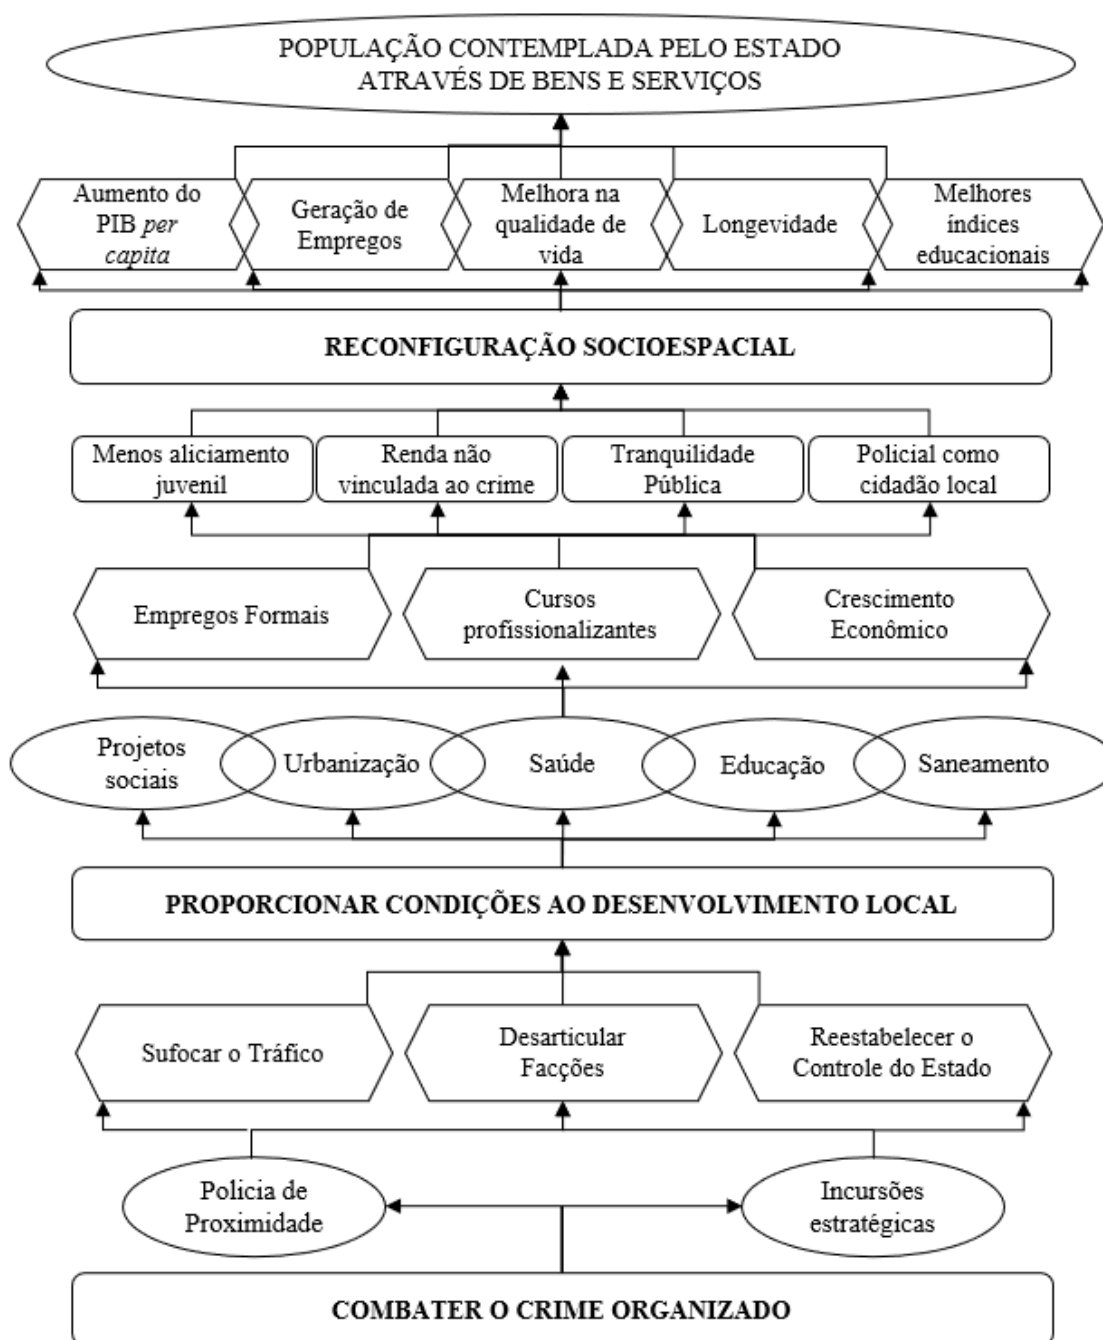 POPULAÇÃO CONTEMPLADA PELO ESTADO
ATRAVÉS DE BENS E SERVIÇOS
Aumento do
PIB per
capita
Geração de
Empregos
Melhora na
qualidade de
vida
Longevidade
Melhores
índices
educacionais
RECONFIGURAÇÃO SOCIOESPACIAL
Menos aliciamento
juvenil
Renda não
vinculada ao crime
Tranquilidade
Pública
Policial como
cidadão local
Empregos Formais
Cursos
profissionalizantes
Crescimento
Econômico
Projetos
sociais
Urbanização
Saúde
Educação
Saneamento
PROPORCIONAR CONDIÇÕES AO DESENVOLVIMENTO LOCAL
Sufocar o Tráfico
Desarticular
Facções
Reestabelecer o
Controle do Estado
Policia de
Proximidade
Incursões
estratégicas
COMBATER O CRIME ORGANIZADO